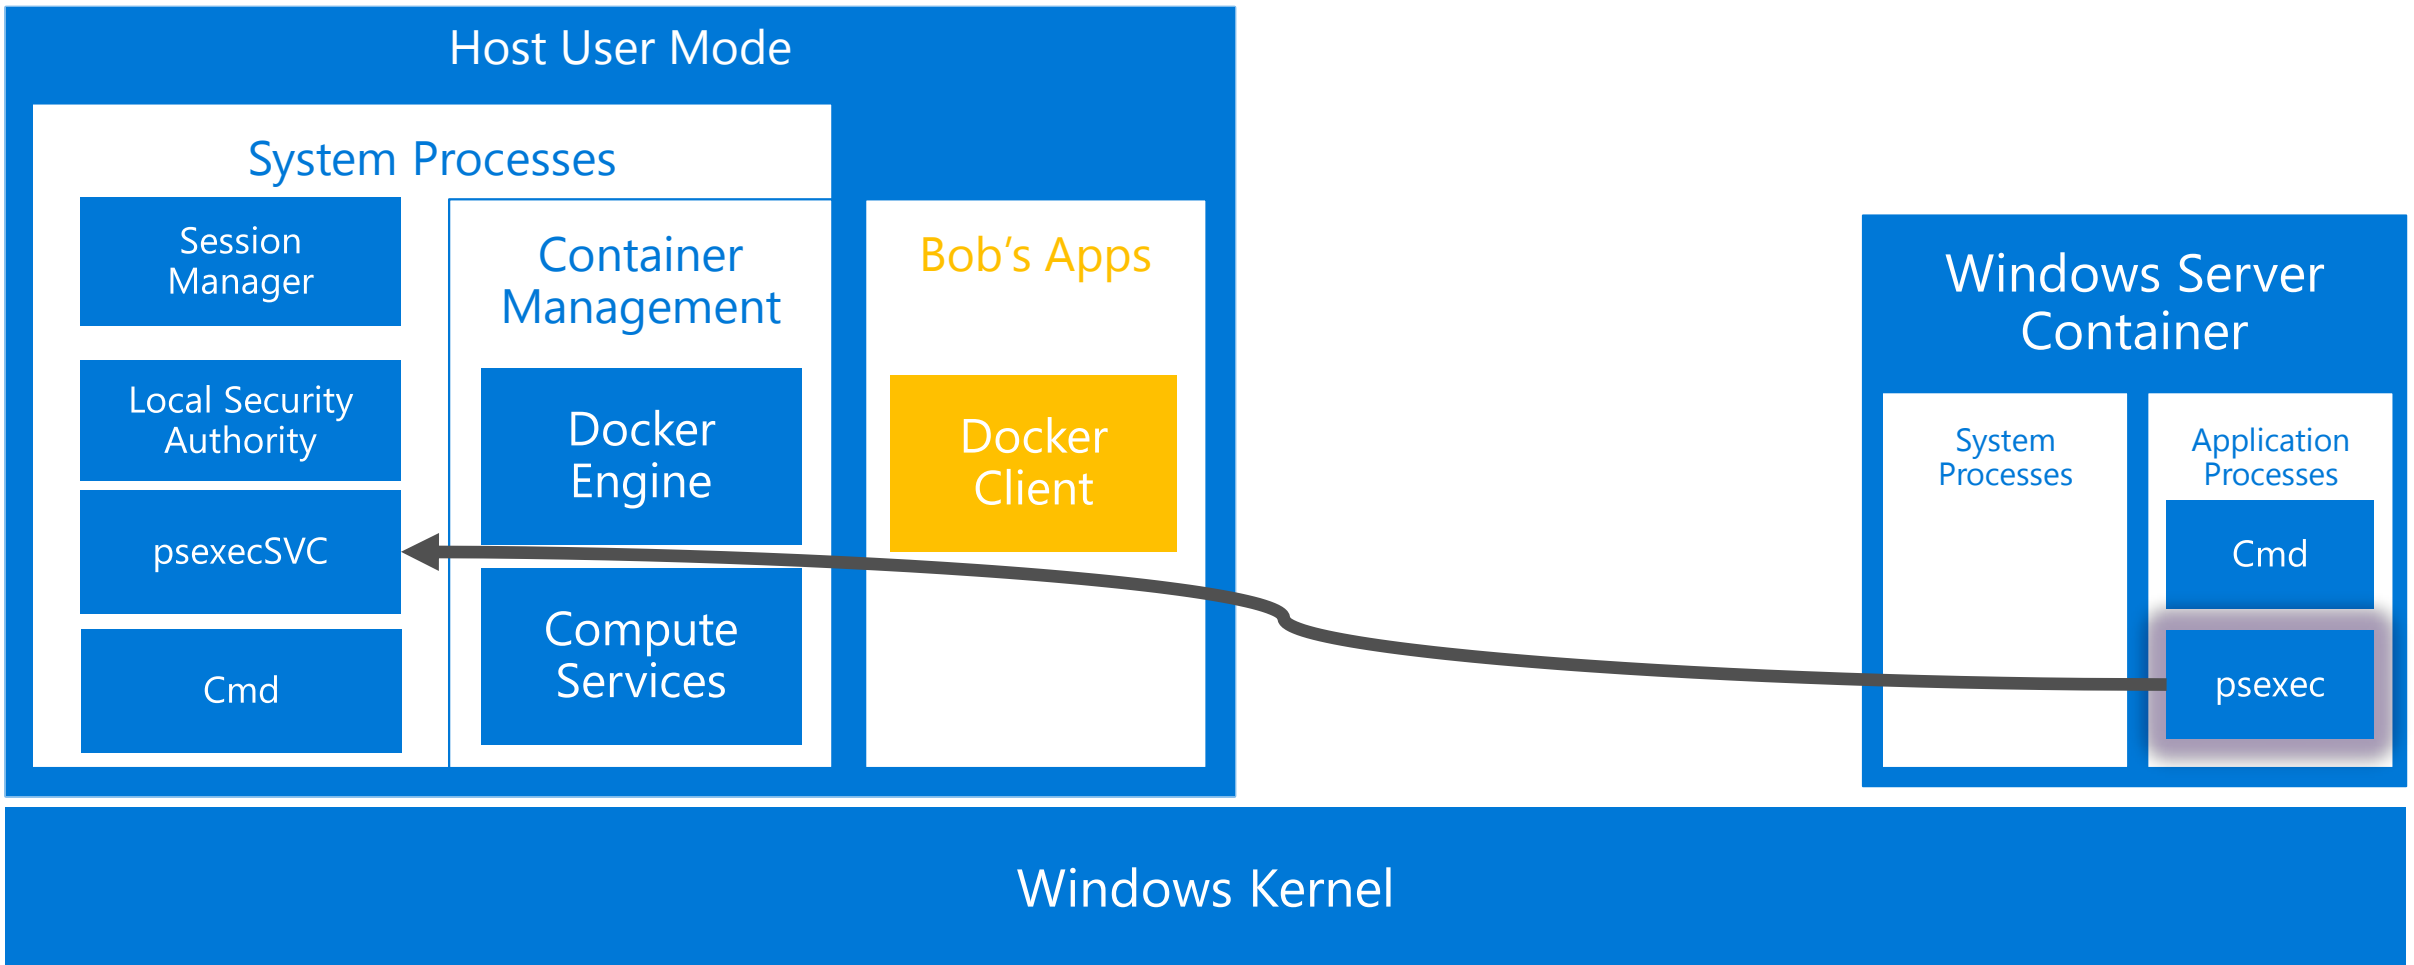 Host User Mode
System Processes
Session
Manager
Local Security
Authority
psexecSVC
Cmd
Container
Management
Docker
Engine
Compute
Services
Bob‘s Apps
Docker
Client
Windows Server
Container
System
Processes
Application
Processes
Cmd
psexec
Windows Kernel